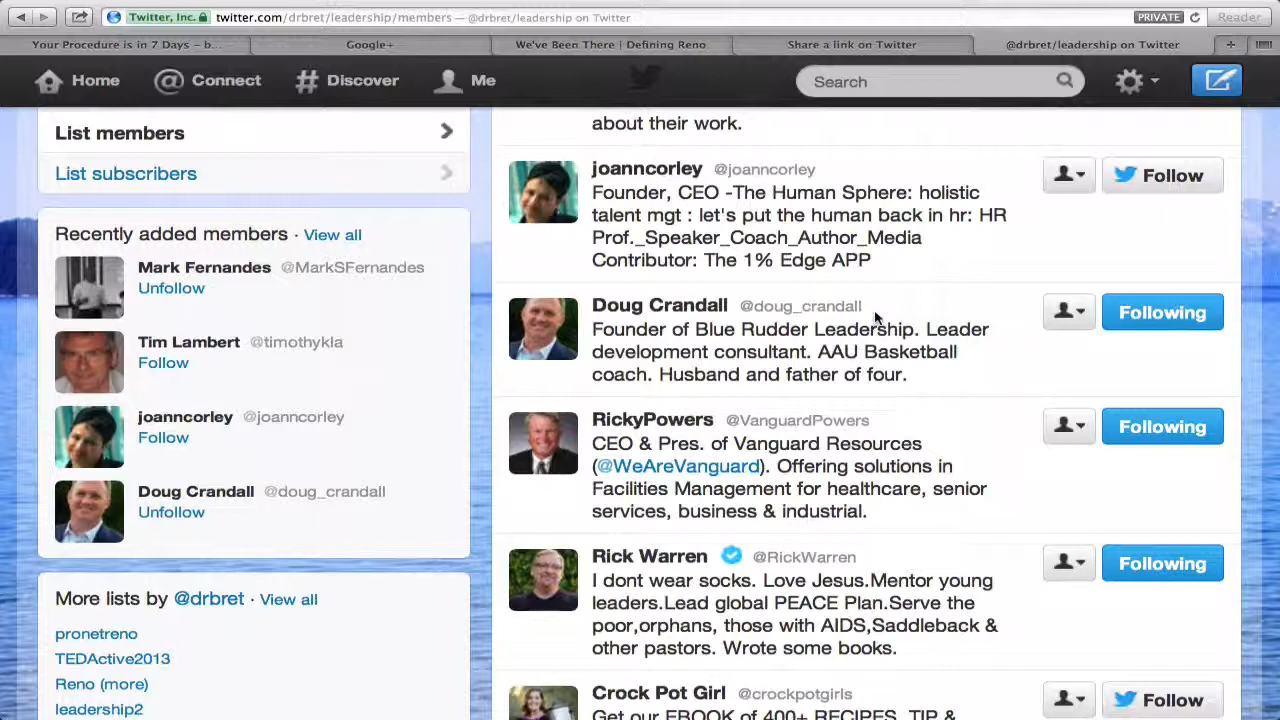 Twitter, Inc. twitter.com/drbret/leadership/members — @drbret/leadership on Twitter PRIVATE Reader
Your Procedure is in 7 Days – b... Google+ We've Been There | Defining Reno Share a link on Twitter @drbret/leadership on Twitter
Home Connect Discover Me Search
List members
List subscribers
Recently added members · View all
Mark Fernandes @MarkSFernandes
Unfollow
Tim Lambert @timothykla
Follow
joanncorley @joanncorley
Follow
Doug Crandall @doug_crandall
Unfollow
More lists by @drbret · View all
pronetreno
TEDActive2013
Reno (more)
leadership2
about their work.
joanncorley @joanncorley
Follow
Founder, CEO -The Human Sphere: holistic
talent mgt : let's put the human back in hr: HR
Prof._Speaker_Coach_Author_Media
Contributor: The 1% Edge APP
Doug Crandall @doug_crandall
Following
Founder of Blue Rudder Leadership. Leader
development consultant. AAU Basketball
coach. Husband and father of four.
RickyPowers @VanguardPowers
Following
CEO & Pres. of Vanguard Resources
(@WeAreVanguard). Offering solutions in
Facilities Management for healthcare, senior
services, business & industrial.
Rick Warren @RickWarren
Following
I dont wear socks. Love Jesus.Mentor young
leaders.Lead global PEACE Plan.Serve the
poor,orphans, those with AIDS,Saddleback &
other pastors. Wrote some books.
Crock Pot Girl @crockpotgirls
Follow
Get our EBOOK of 400+ RECIPES, TIP &